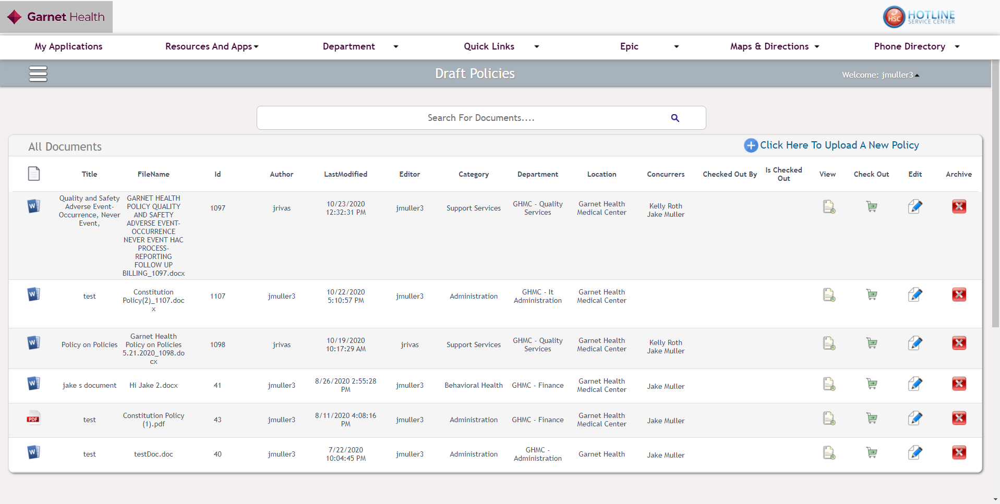 Garnet Health
HSC HOTLINE
SERVICE CENTER
My Applications Resources And Apps Department Quick Links Epic Maps & Directions Phone Directory
Draft Policies
Welcome: jmuller3
Search For Documents....
All Documents
Click Here To Upload A New Policy
Title FileName Id Author LastModified Editor Category Department Location Concurrers Checked Out By Is Checked Out View Check Out Edit Archive
Quality and Safety
Adverse Event-
Occurrence, Never
Event,
GARNET HEALTH
POLICY QUALITY
AND SAFETY
ADVERSE EVENT-
OCCURRENCE
NEVER EVENT HAC
PROCESS-
REPORTING
FOLLOW UP
BILLING_1097.docx
1097
jrivas
10/23/2020
12:32:31 PM
jmuller3
Support Services
GHMC - Quality
Services
Garnet Health
Medical Center
Kelly Roth
Jake Muller
W
test
Constitution
Policy(2)_1107.doc
x
1107
jmuller3
10/22/2020
5:10:57 PM
jmuller3
Administration
GHMC - It
Administration
Garnet Health
Medical Center
W
Policy on Policies
Garnet Health
Policy on Policies
5.21.2020_1098.do
cx
1098
jrivas
10/19/2020
10:17:29 AM
jrivas
Support Services
GHMC - Quality
Services
Garnet Health
Medical Center
Kelly Roth
Jake Muller
W
jake s document
Hi Jake 2.docx
41
jmuller3
8/26/2020 2:55:28
PM
jmuller3
Behavioral Health
GHMC - Finance
Garnet Health
Medical Center
Jake Muller
PDF
test
Constitution Policy
(1).pdf
43
jmuller3
8/11/2020 4:08:16
PM
jmuller3
Administration
GHMC - Finance
Garnet Health
Medical Center
Jake Muller
W
test
testDoc.doc
40
jmuller3
7/22/2020
10:04:45 PM
jmuller3
Administration
GHMC -
Administration
Garnet Health
Jake Muller